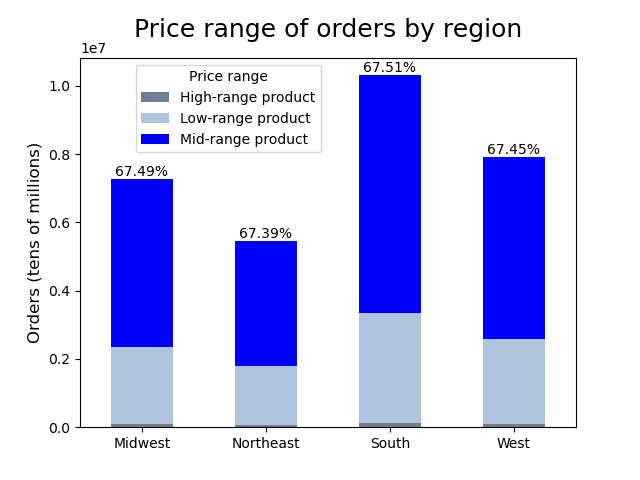 Price range of orders by region
1e7
67.51%
Price range
High-range product
Low-range product
Mid-range product
67.49%
67.39%
67.45%
1.0
0.8
0.6
0.4
0.2
0.0
Orders (tens of millions)
Midwest Northeast South West